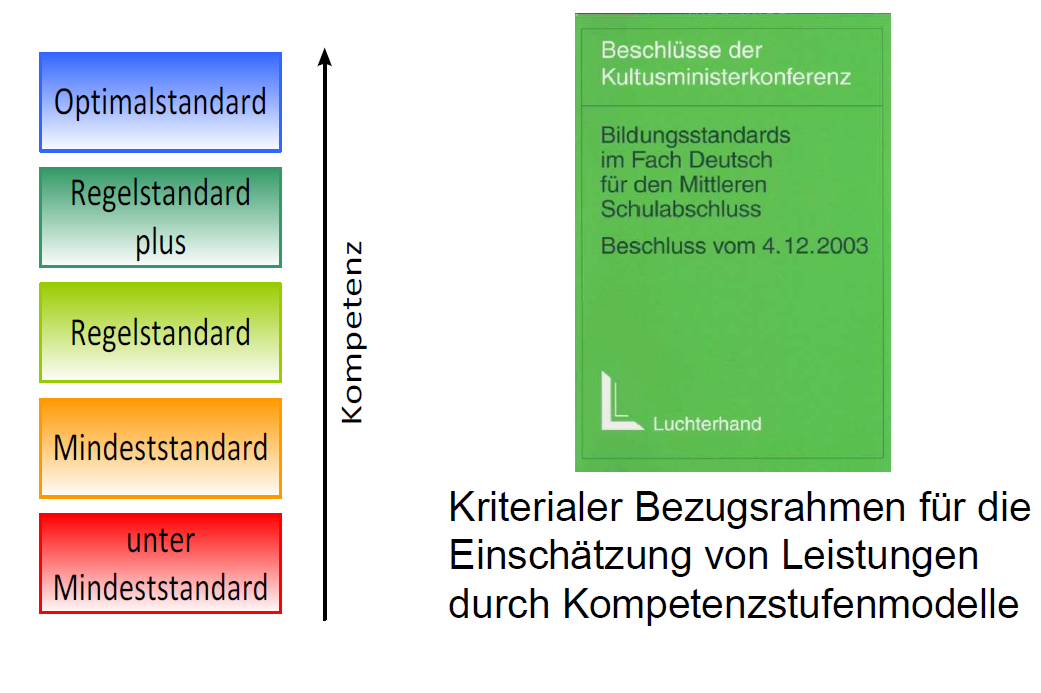 Optimalstandard
Regelstandard
plus
Regelstandard
Mindeststandard
unter
Mindeststandard
Kompetenz
Beschlüsse der
Kultusministerkonferenz
Bildungsstandards
im Fach Deutsch
für den Mittleren
Schulabschluss
Beschluss vom 4.12.2003
Luchterhand
Kriterialer Bezugsrahmen für die
Einschätzung von Leistungen
durch Kompetenzstufenmodelle